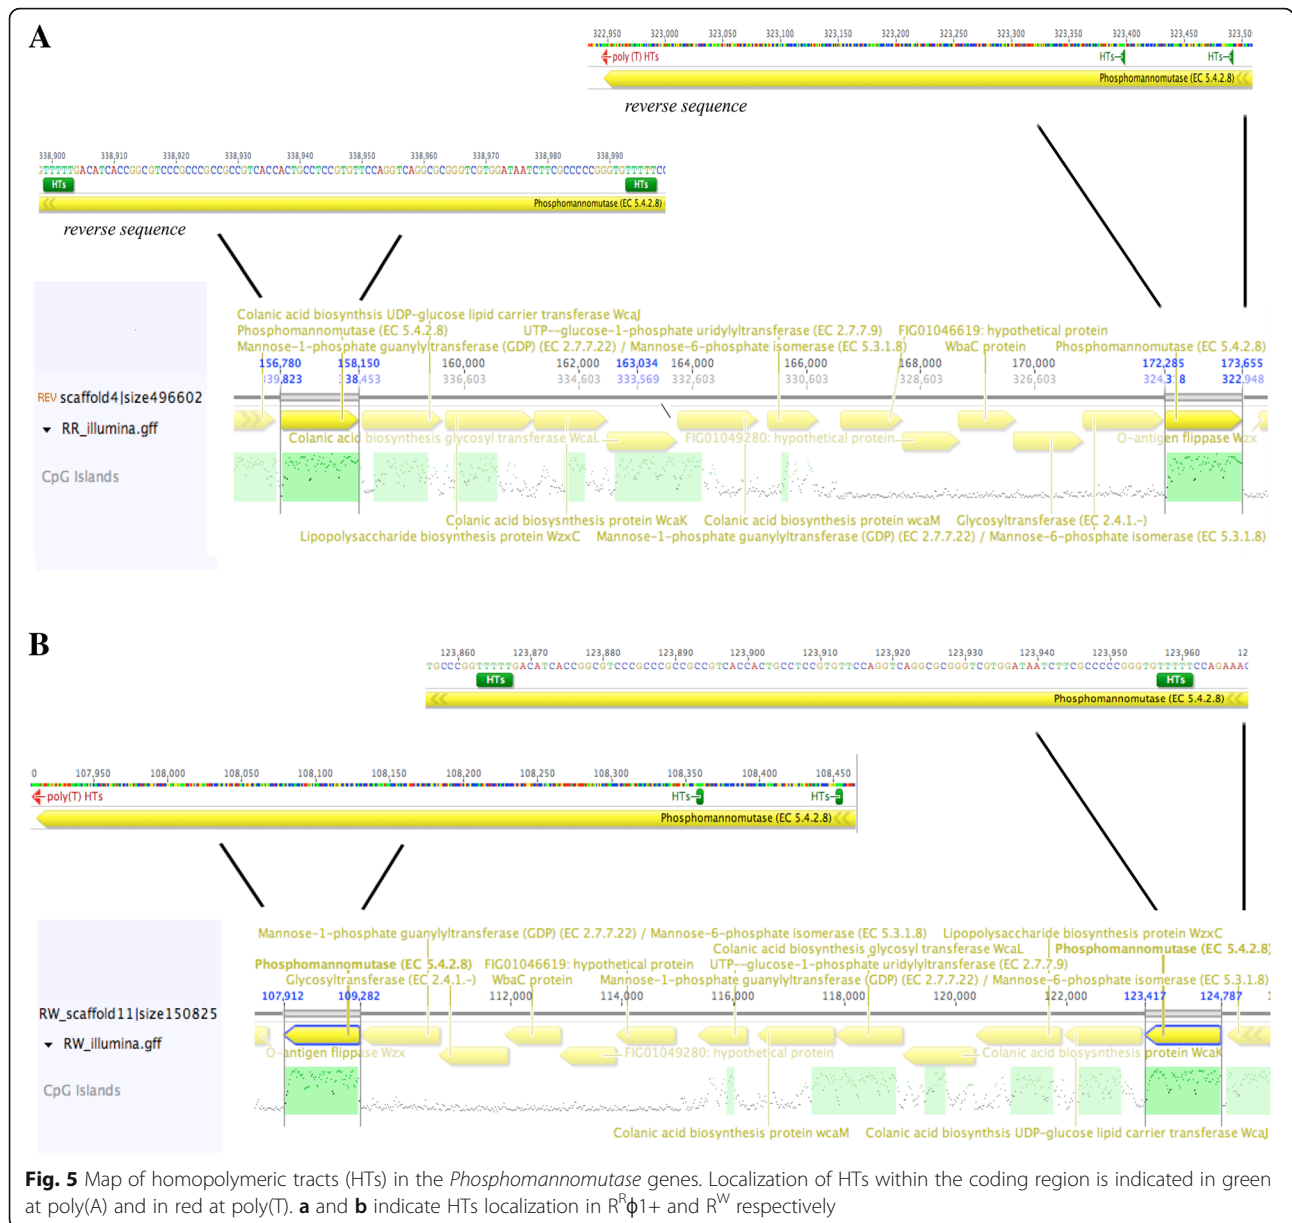 A
322,950 323,000 323,050 323,100 323,150 323,200 323,250 323,300 323,350 323,400 323,450 323,50
poly (T) HTs HTs HTs
Phosphomannomutase (EC 5.4.2.8)
reverse sequence
338,900 338,910 338,920 338,930 338,940 338,950 338,960 338,970 338,980 338,990
TTTTTGACATCACCGGCGTCCCGCCCGCCGCCGTCACCACTGCCTCCGTGTTCCAGGTCAGGCGCGGGTCGTGGATAATCTTCGCCCCCGGGTGTTTTTC
HTs HTs
Phosphomannomutase (EC 5.4.2.8)
reverse sequence
Colanic acid biosynthsis UDP-glucose lipid carrier transferase WcaJ
Phosphomannomutase (EC 5.4.2.8) UTP--glucose-1-phosphate uridylyltransferase (EC 2.7.7.9) FIG01046619: hypothetical protein
Mannose-1-phosphate guanylyltransferase (GDP) (EC 2.7.7.22) / Mannose-6-phosphate isomerase (EC 5.3.1.8) WbaC protein Phosphomannomutase (EC 5.4.2.8)
156,780 158,150 160,000 162,000 163,034 164,000 166,000 168,000 170,000 172,285 173,655
339,823 338,453 336,603 334,603 333,569 332,603 330,603 328,603 326,603 324,318 322,948
REV scaffold4|size496602
RR_illumina.gff
Colanic acid biosynthesis glycosyl transferase WcaL FIG01049280: hypothetical protein O-antigen flippase Wzx
CpG Islands
Colanic acid biosysnthesis protein WcaK Colanic acid biosynthesis protein wcaM Glycosyltransferase (EC 2.4.1.-)
Lipopolysaccharide biosynthesis protein WzxC Mannose-1-phosphate guanylyltransferase (GDP) (EC 2.7.7.22) / Mannose-6-phosphate isomerase (EC 5.3.1.8)
B
123,860 123,870 123,880 123,890 123,900 123,910 123,920 123,930 123,940 123,950 123,960 12
TGCCCGGTTTTTGACATCACCGGCGTCCCGCCCGCCGCCGTCACCACTGCCTCCGTGTTCCAGGTCAGGCGCGGGTCGTGGATAATCTTCGCCCCCGGGTGTTTTTCCAGAAAC
HTs HTs
Phosphomannomutase (EC 5.4.2.8)
0 107,950 108,000 108,050 108,100 108,150 108,200 108,250 108,300 108,350 108,400 108,450
poly(T) HTs HTs HTs
Phosphomannomutase (EC 5.4.2.8)
Mannose-1-phosphate guanylyltransferase (GDP) (EC 2.7.7.22) / Mannose-6-phosphate isomerase (EC 5.3.1.8) Lipopolysaccharide biosynthesis protein WzxC
Colanic acid biosynthesis glycosyl transferase WcaL Phosphomannomutase (EC 5.4.2.8)
Phosphomannomutase (EC 5.4.2.8) FIG01046619: hypothetical protein UTP--glucose-1-phosphate uridylyltransferase (EC 2.7.7.9)
Glycosyltransferase (EC 2.4.1.-) WbaC protein Mannose-1-phosphate guanylyltransferase (GDP) (EC 2.7.7.22) / Mannose-6-phosphate isomerase (EC 5.3.1.8)
107,912 109,282 112,000 114,000 116,000 118,000 120,000 122,000 123,417 124,787
RW_scaffold11|size150825
RW_illumina.gff
O-antigen flippase Wzx FIG01049280: hypothetical protein Colanic acid biosynthesis protein WcaK
CpG Islands
Colanic acid biosynthesis protein wcaM Colanic acid biosynthsis UDP-glucose lipid carrier transferase WcaJ
Fig. 5 Map of homopolymeric tracts (HTs) in the Phosphomannomutase genes. Localization of HTs within the coding region is indicated in green
at poly(A) and in red at poly(T). a and b indicate HTs localization in RᴿΦ1+ and Rᵂ respectively